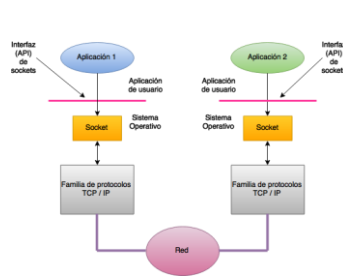 Interfaz
(API)
de
sockets
Aplicación 1
Aplicación
de usuario
Sistema
Operativo
Socket
Familia de protocolos
TCP / IP
Aplicación 2
Interfaz
(API)
de
sockets
Aplicación
de usuario
Sistema
Operativo
Socket
Familia de protocolos
TCP / IP
Red